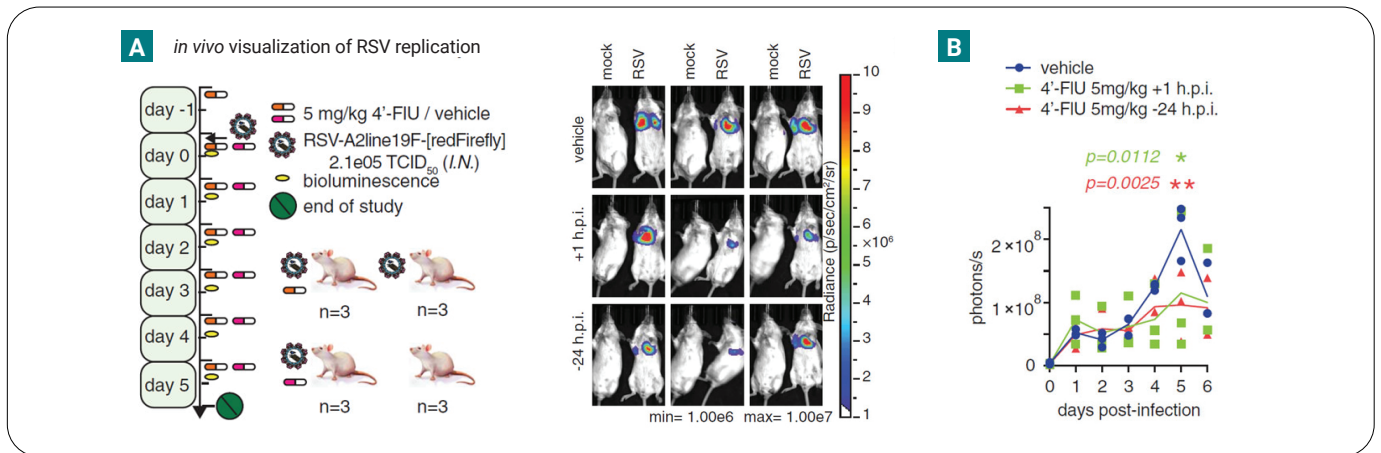 A
in vivo visualization of RSV replication
day -1
day 0
day 1
day 2
day 3
day 4
day 5
5 mg/kg 4'-FlU / vehicle
RSV-A2line19F-[redFirefly]
2.1e05 TCID50 (I.N.)
bioluminescence
end of study
n=3
n=3
n=3
n=3
mock RSV mock RSV mock RSV
vehicle
+1 h.p.i.
-24 h.p.i.
min= 1.00e6 max= 1.00e7
Radiance (p/sec/cm²/sr)
10
9
8
7
6
×10⁶
5
4
3
2
1
B
vehicle
4'-FlU 5mg/kg +1 h.p.i.
4'-FlU 5mg/kg -24 h.p.i.
p=0.0112 *
p=0.0025 **
photons/s
2×10⁸
1×10⁸
0
0 1 2 3 4 5 6
days post-infection